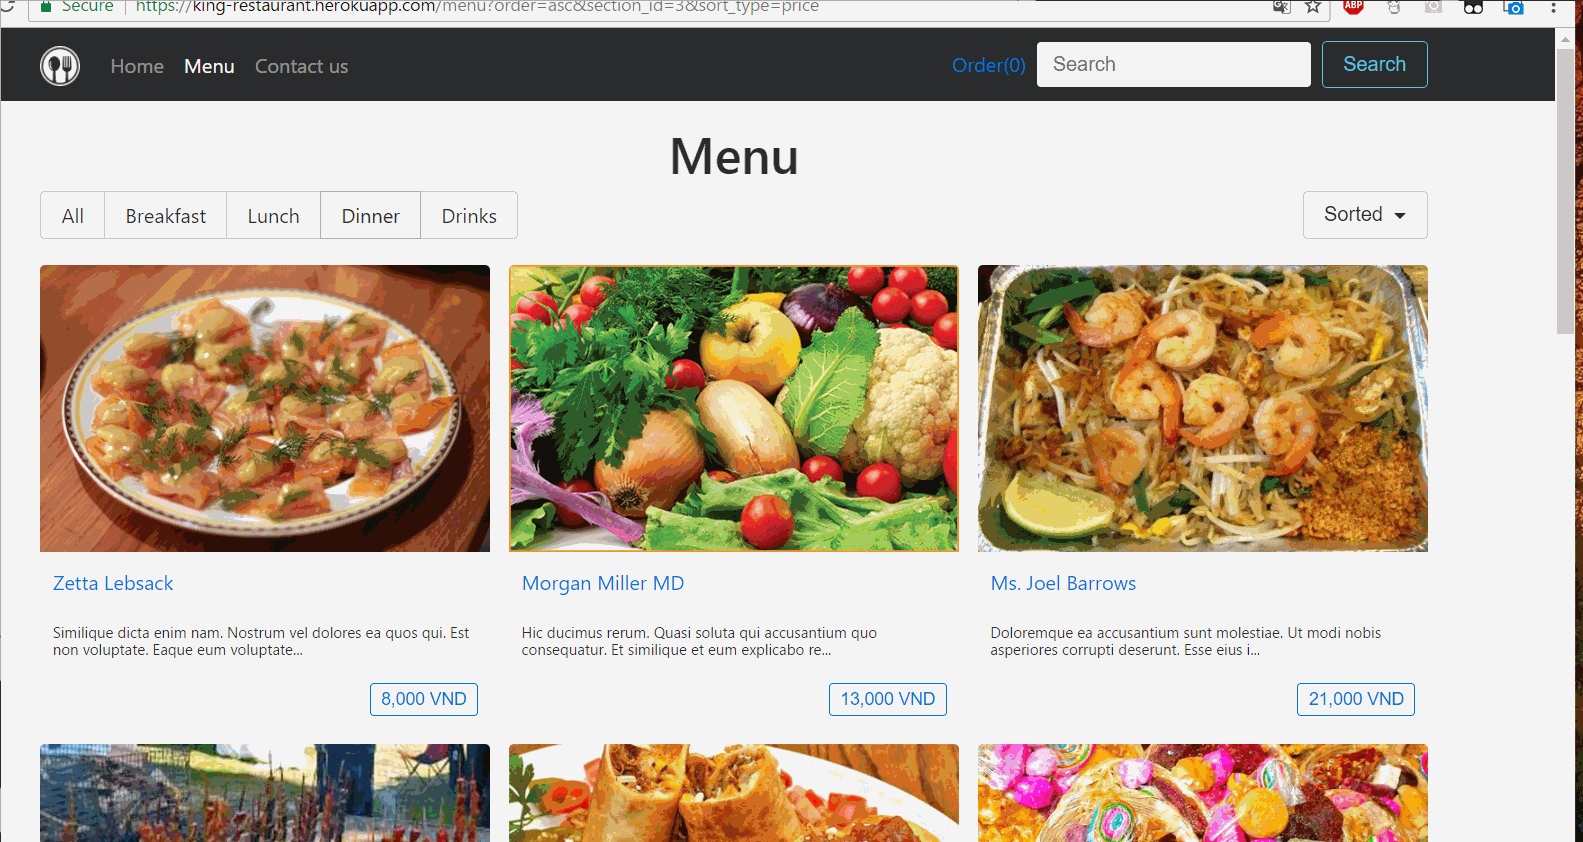 Secure https://king-restaurant.herokuapp.com/menu?order=asc&section_id=3&sort_type=price
ABP
Home Menu Contact us Order(0) Search Search
Menu
All Breakfast Lunch Dinner Drinks Sorted
Zetta Lebsack
Similique dicta enim nam. Nostrum vel dolores ea quos qui. Est
non voluptate. Eaque eum voluptate...
8,000 VND
Morgan Miller MD
Hic ducimus rerum. Quasi soluta qui accusantium quo
consequatur. Et similique et eum explicabo re...
13,000 VND
Ms. Joel Barrows
Doloremque ea accusantium sunt molestiae. Ut modi nobis
asperiores corrupti deserunt. Esse eius i...
21,000 VND